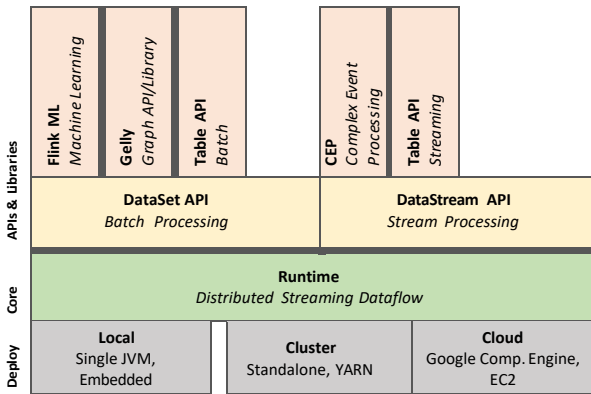 Flink ML
Machine Learning
Gelly
Graph API/Library
Table API
Batch
CEP
Complex Event
Processing
Table API
Streaming
APIs & Libraries
DataSet API
Batch Processing
DataStream API
Stream Processing
Core
Runtime
Distributed Streaming Dataflow
Deploy
Local
Single JVM,
Embedded
Cluster
Standalone, YARN
Cloud
Google Comp. Engine,
EC2